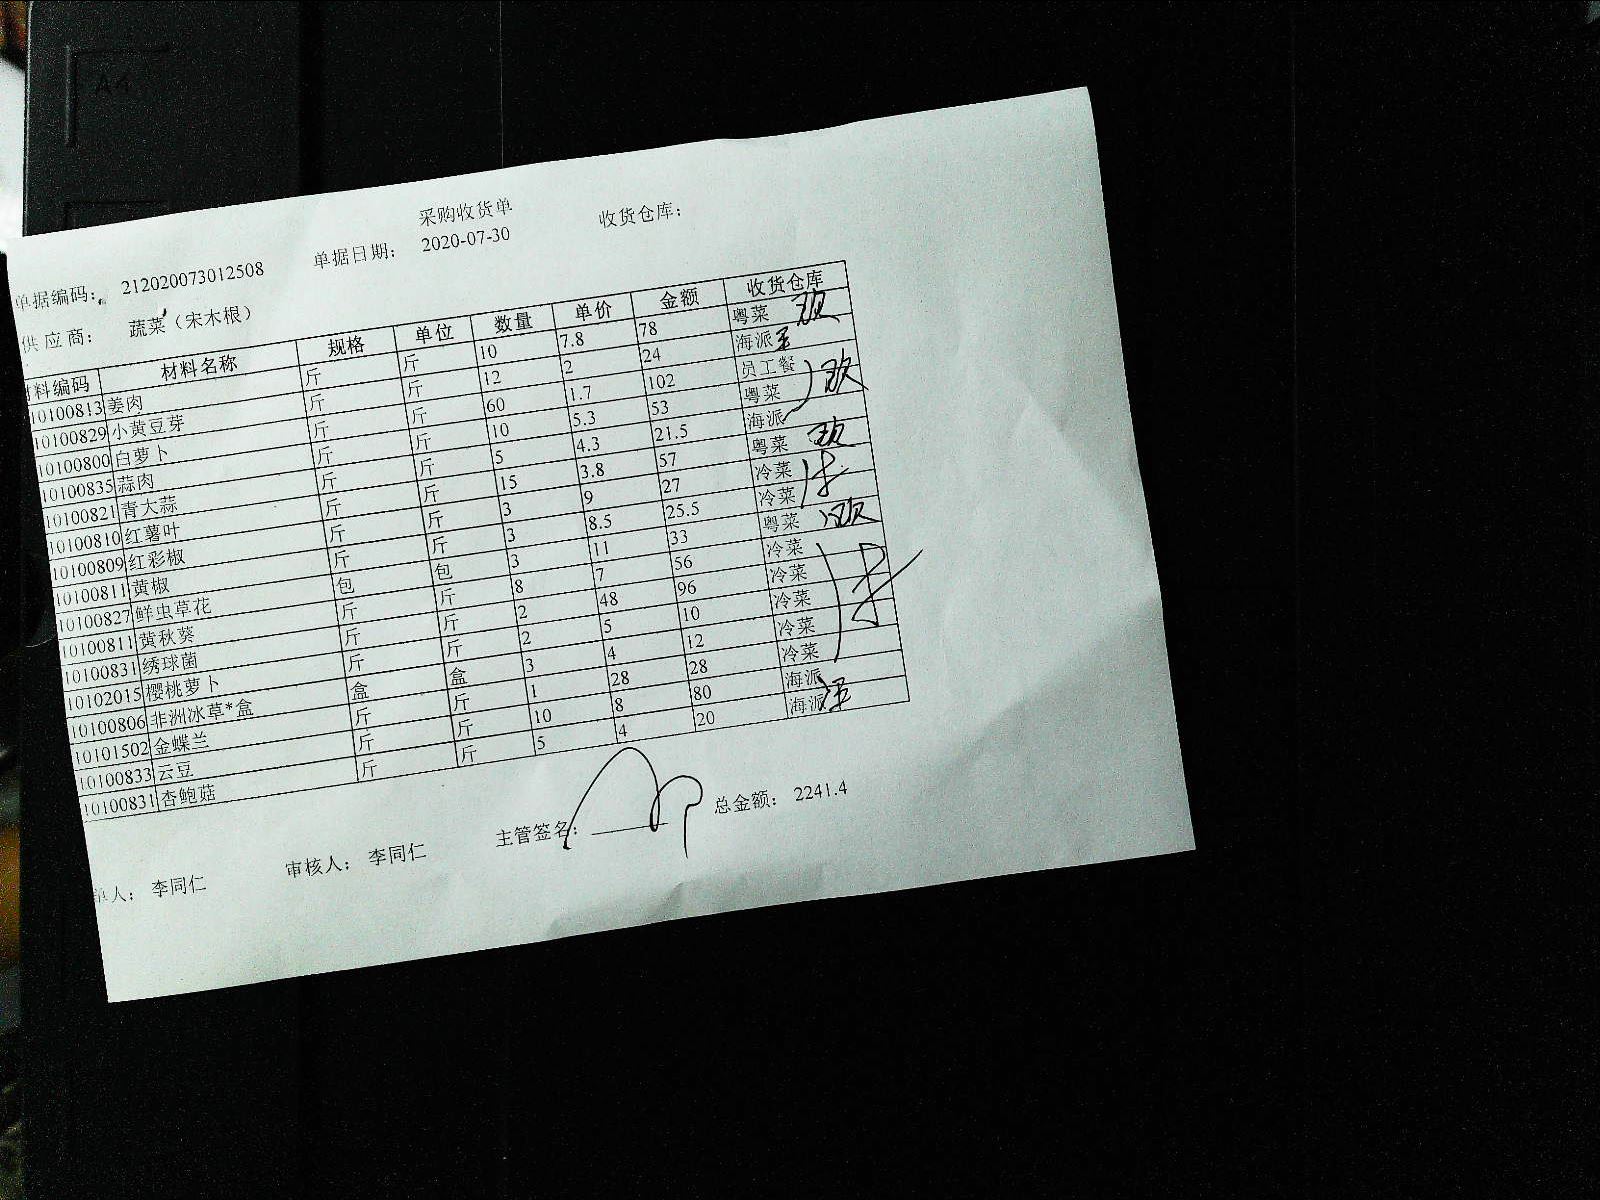 A4
采购收货单
单据编码： 212020073012508 单据日期： 2020-07-30 收货仓库：
供应商： 蔬菜（宋木根）
材料编码 材料名称 规格 单位 数量 单价 金额 收货仓库
10100813 姜肉 斤 斤 10 7.8 78 粤菜
10100829 小黄豆芽 斤 斤 12 2 24 海派
10100800 白萝卜 斤 斤 60 1.7 102 员工餐
10100835 蒜肉 斤 斤 10 5.3 53 粤菜
10100821 青大蒜 斤 斤 5 4.3 21.5 海派
10100810 红薯叶 斤 斤 15 3.8 57 粤菜
10100809 红彩椒 斤 斤 3 9 27 冷菜
10100811 黄椒 斤 斤 3 8.5 25.5 冷菜
10100827 鲜虫草花 包 包 3 11 33 粤菜
10100811 黄秋葵 斤 斤 8 7 56 冷菜
10100831 绣球菌 斤 斤 2 48 96 冷菜
10102015 樱桃萝卜 斤 斤 2 5 10 冷菜
10100806 非洲冰草*盒 盒 盒 3 4 12 冷菜
10101502 金蝶兰 斤 斤 1 28 28 冷菜
10100833 云豆 斤 斤 10 8 80 海派
10100831 杏鲍菇 斤 斤 5 4 20 海派
单人： 李同仁 审核人： 李同仁 主管签名： 总金额： 2241.4